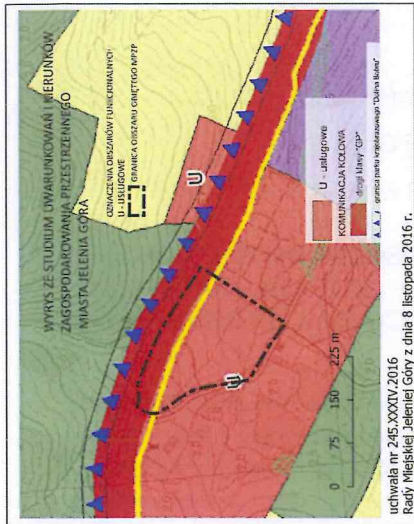 WYRYS ZE STUDIUM UWARUNKOWAŃ I KIERUNKÓW
ZAGOSPODAROWANIA PRZESTRZENNEGO
MIASTA JELENIA GÓRA
OZNACZENIA OBSZARÓW FUNKCJONALNYCH
U - USŁUGOWE
GRANICA OBSZARU OBJĘTEGO MPZP
U
U
U - usługowe
KOMUNIKACJA KOŁOWA
drogi klasy "GP"
granica parku krajobrazowego "Dolina Bobru"
0 75 150 225 m
uchwała nr 245.XXXIV.2016
Rady Miejskiej Jeleniej Góry z dnia 8 listopada 2016 r.